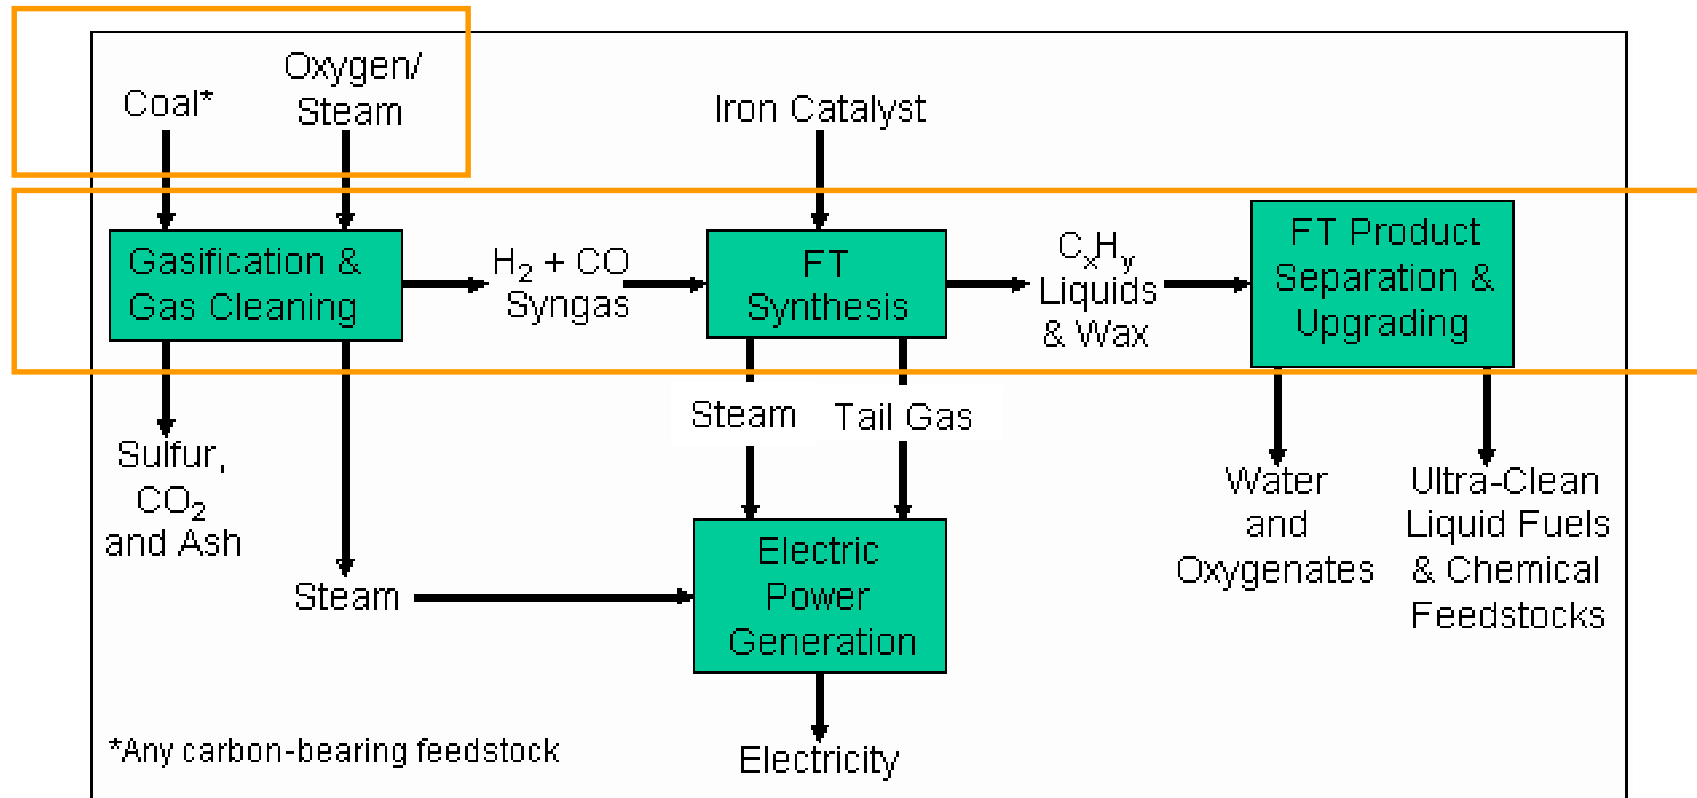 Coal*
Oxygen/
Steam
Iron Catalyst
Gasification &
Gas Cleaning
H₂ + CO
Syngas
FT
Synthesis
CₓHᵧ
Liquids
& Wax
FT Product
Separation &
Upgrading
Sulfur,
CO₂
and Ash
Steam
Steam
Tail Gas
Electric
Power
Generation
Water
and
Oxygenates
Ultra-Clean
Liquid Fuels
& Chemical
Feedstocks
*Any carbon-bearing feedstock
Electricity